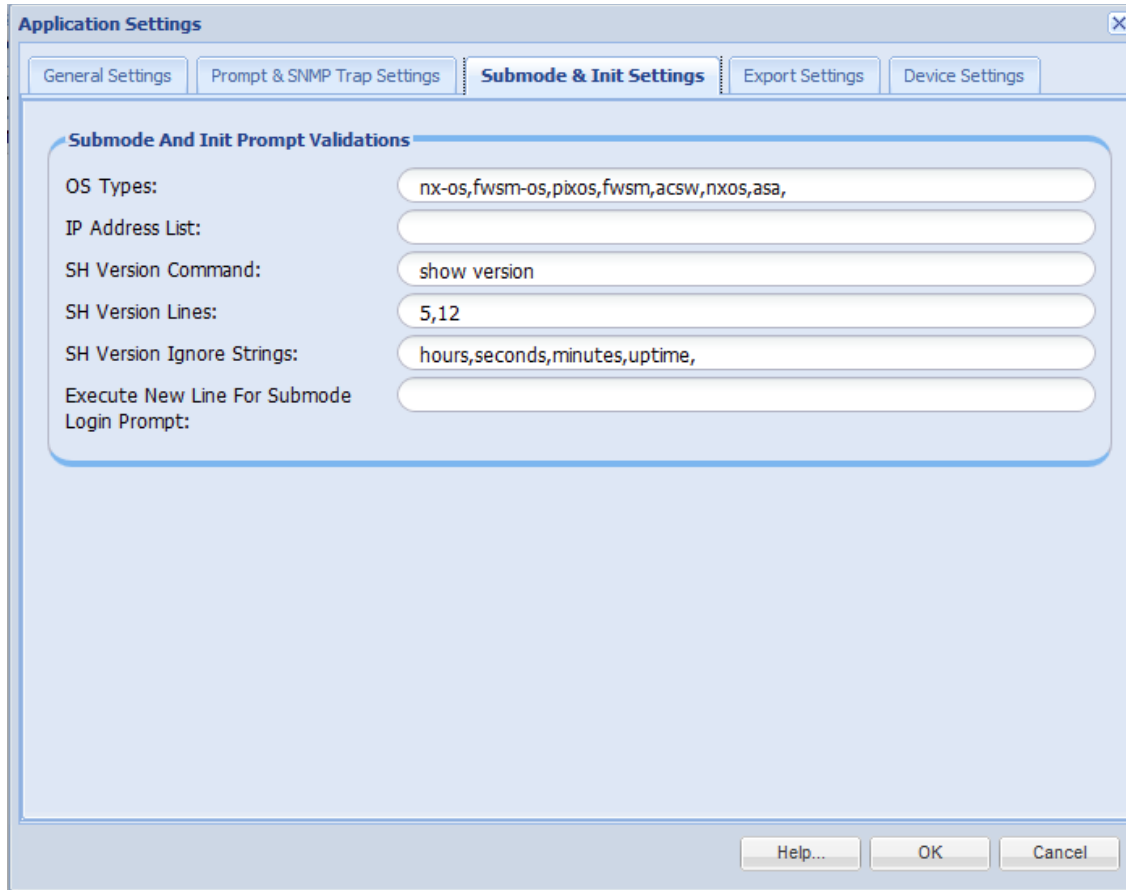 Application Settings
General Settings Prompt & SNMP Trap Settings Submode & Init Settings Export Settings Device Settings
Submode And Init Prompt Validations
OS Types: nx-os,fwsm-os,pixos,fwsm,acsw,nxos,asa,
IP Address List:
SH Version Command: show version
SH Version Lines: 5,12
SH Version Ignore Strings: hours,seconds,minutes,uptime,
Execute New Line For Submode
Login Prompt:
Help... OK Cancel